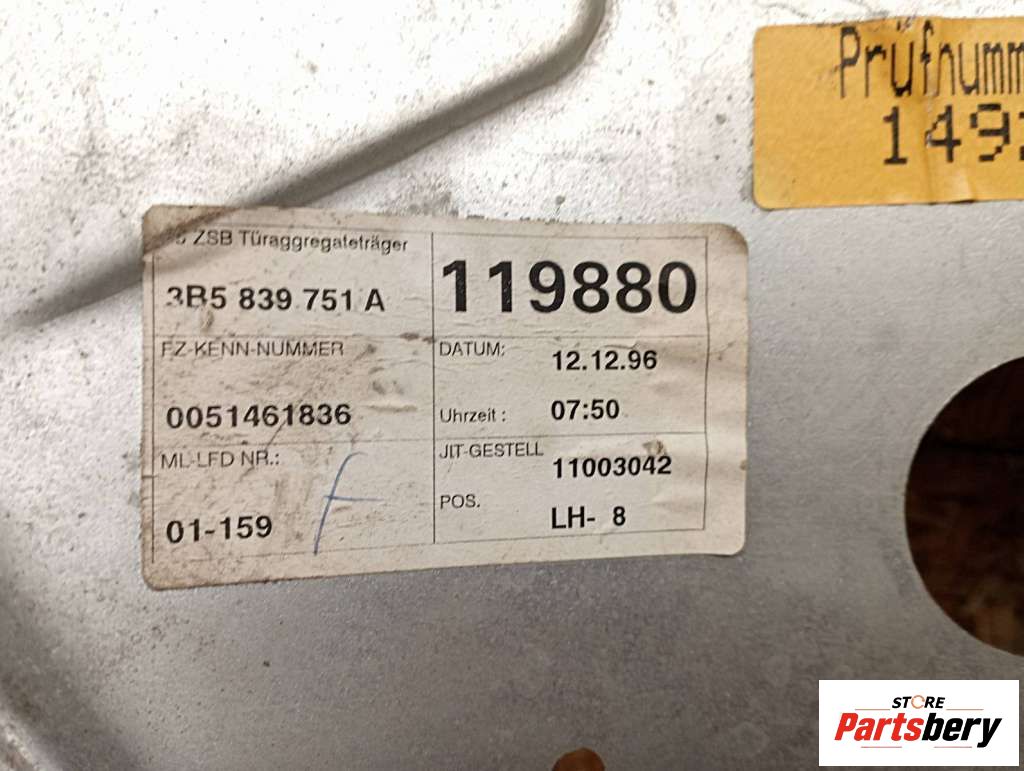 Prüfnumm
149
ZSB Türaggregateträger
3B5 839 751 A
119880
FZ-KENN-NUMMER
0051461836
DATUM: 12.12.96
Uhrzeit : 07:50
ML-LFD NR.:
01-159
JIT-GESTELL 11003042
POS. LH- 8
STORE
Partsbery